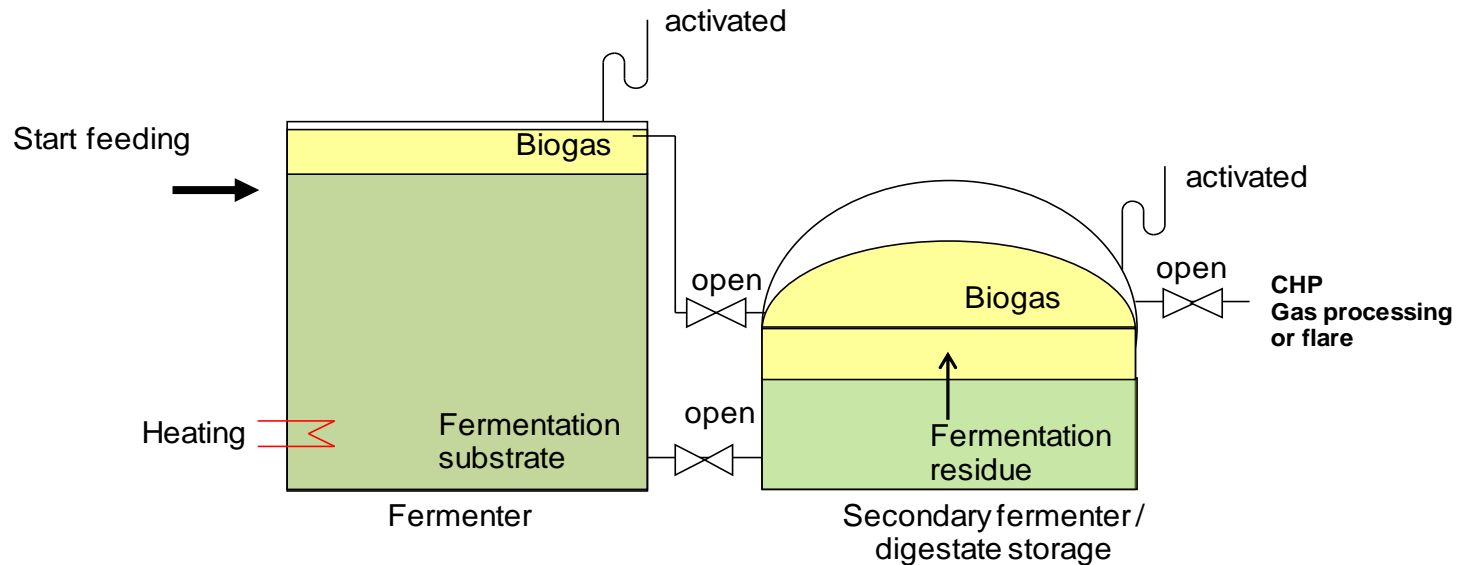 activated
Start feeding
Biogas
activated
open
open
Biogas
CHP
Gas processing
or flare
Heating
Fermentation
substrate
open
Fermentation
residue
Fermenter
Secondary fermenter /
digestate storage